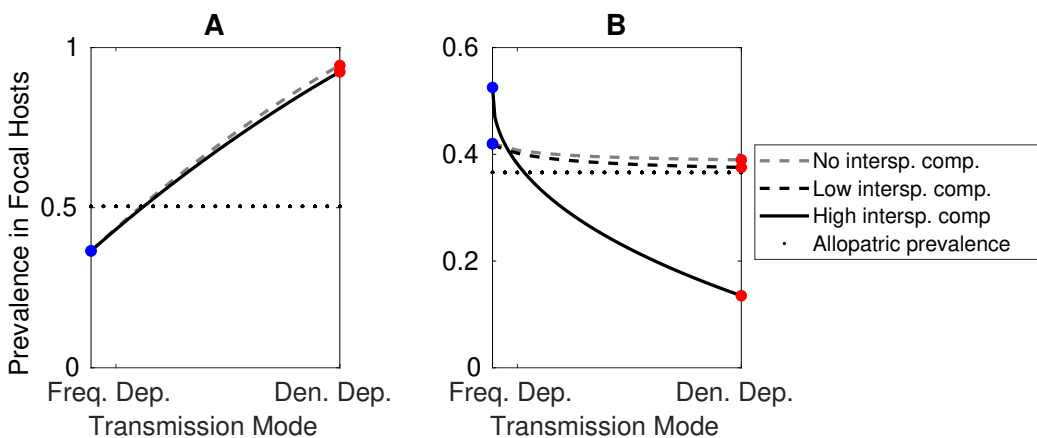 A
B
Prevalence in Focal Hosts
1
0.5
0
Freq. Dep.
Den. Dep.
Transmission Mode
0.6
0.4
0.2
0
Freq. Dep.
Den. Dep.
Transmission Mode
No intersp. comp.
Low intersp. comp.
High intersp. comp
Allopatric prevalence